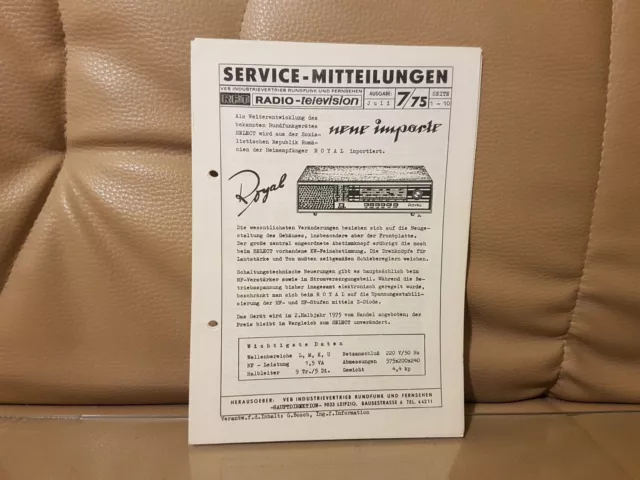 SERVICE-MITTEILUNGEN
VEB INDUSTRIEVERTRIEB RUNDFUNK UND FERNSEHEN
RFT RADIO-television
AUSGABE: Juli 7/75
SEITE 1-10
Als Weiterentwicklung des
bekannten Rundfunkgerätes
SELECT wird aus der Sozia-
listischen Republik Rumä-
nien der Heimempfänger ROYAL importiert.
neue importe
Royal
Die wesentlichsten Veränderungen beziehen sich auf die Neuge-
staltung des Gehäuses, insbesondere aber der Frontplatte.
Der große zentral angeordnete Abstimmknopf erübrigt die noch
beim SELECT vorhandene KW-Feinabstimmung. Die Drehknöpfe für
Lautstärke und Ton mußten zeitgemäßen Schiebereglern weichen.
Schaltungstechnische Neuerungen gibt es hauptsächlich beim
NF-Verstärker sowie im Stromversorgungsteil. Während die Be-
triebsspannung bisher insgesamt elektronisch geregelt wurde,
beschränkt man sich beim ROYAL auf die Spannungsstabili-
sierung der HF- und ZF-Stufen mittels Z-Diode.
Das Gerät wird im 2.Halbjahr 1975 vom Handel angeboten; der
Preis bleibt im Vergleich zum SELECT unverändert.
Wichtigste Daten
Wellenbereiche L, M, K, U Netzanschluß 220 V/50 Hz
NF - Leistung 1,5 VA Abmessungen 375x200x240
Halbleiter 9 Tr./5 Di. Gewicht 4,4 kp
HERAUSGEBER: VEB INDUSTRIEVERTRIEB RUNDFUNK UND FERNSEHEN
-HAUPTDIREKTION- 7033 LEIPZIG, BAUSESTRASSE 6 TEL. 44211
Verantw.f.d.Inhalt: G.Bosch, Ing.f.Information